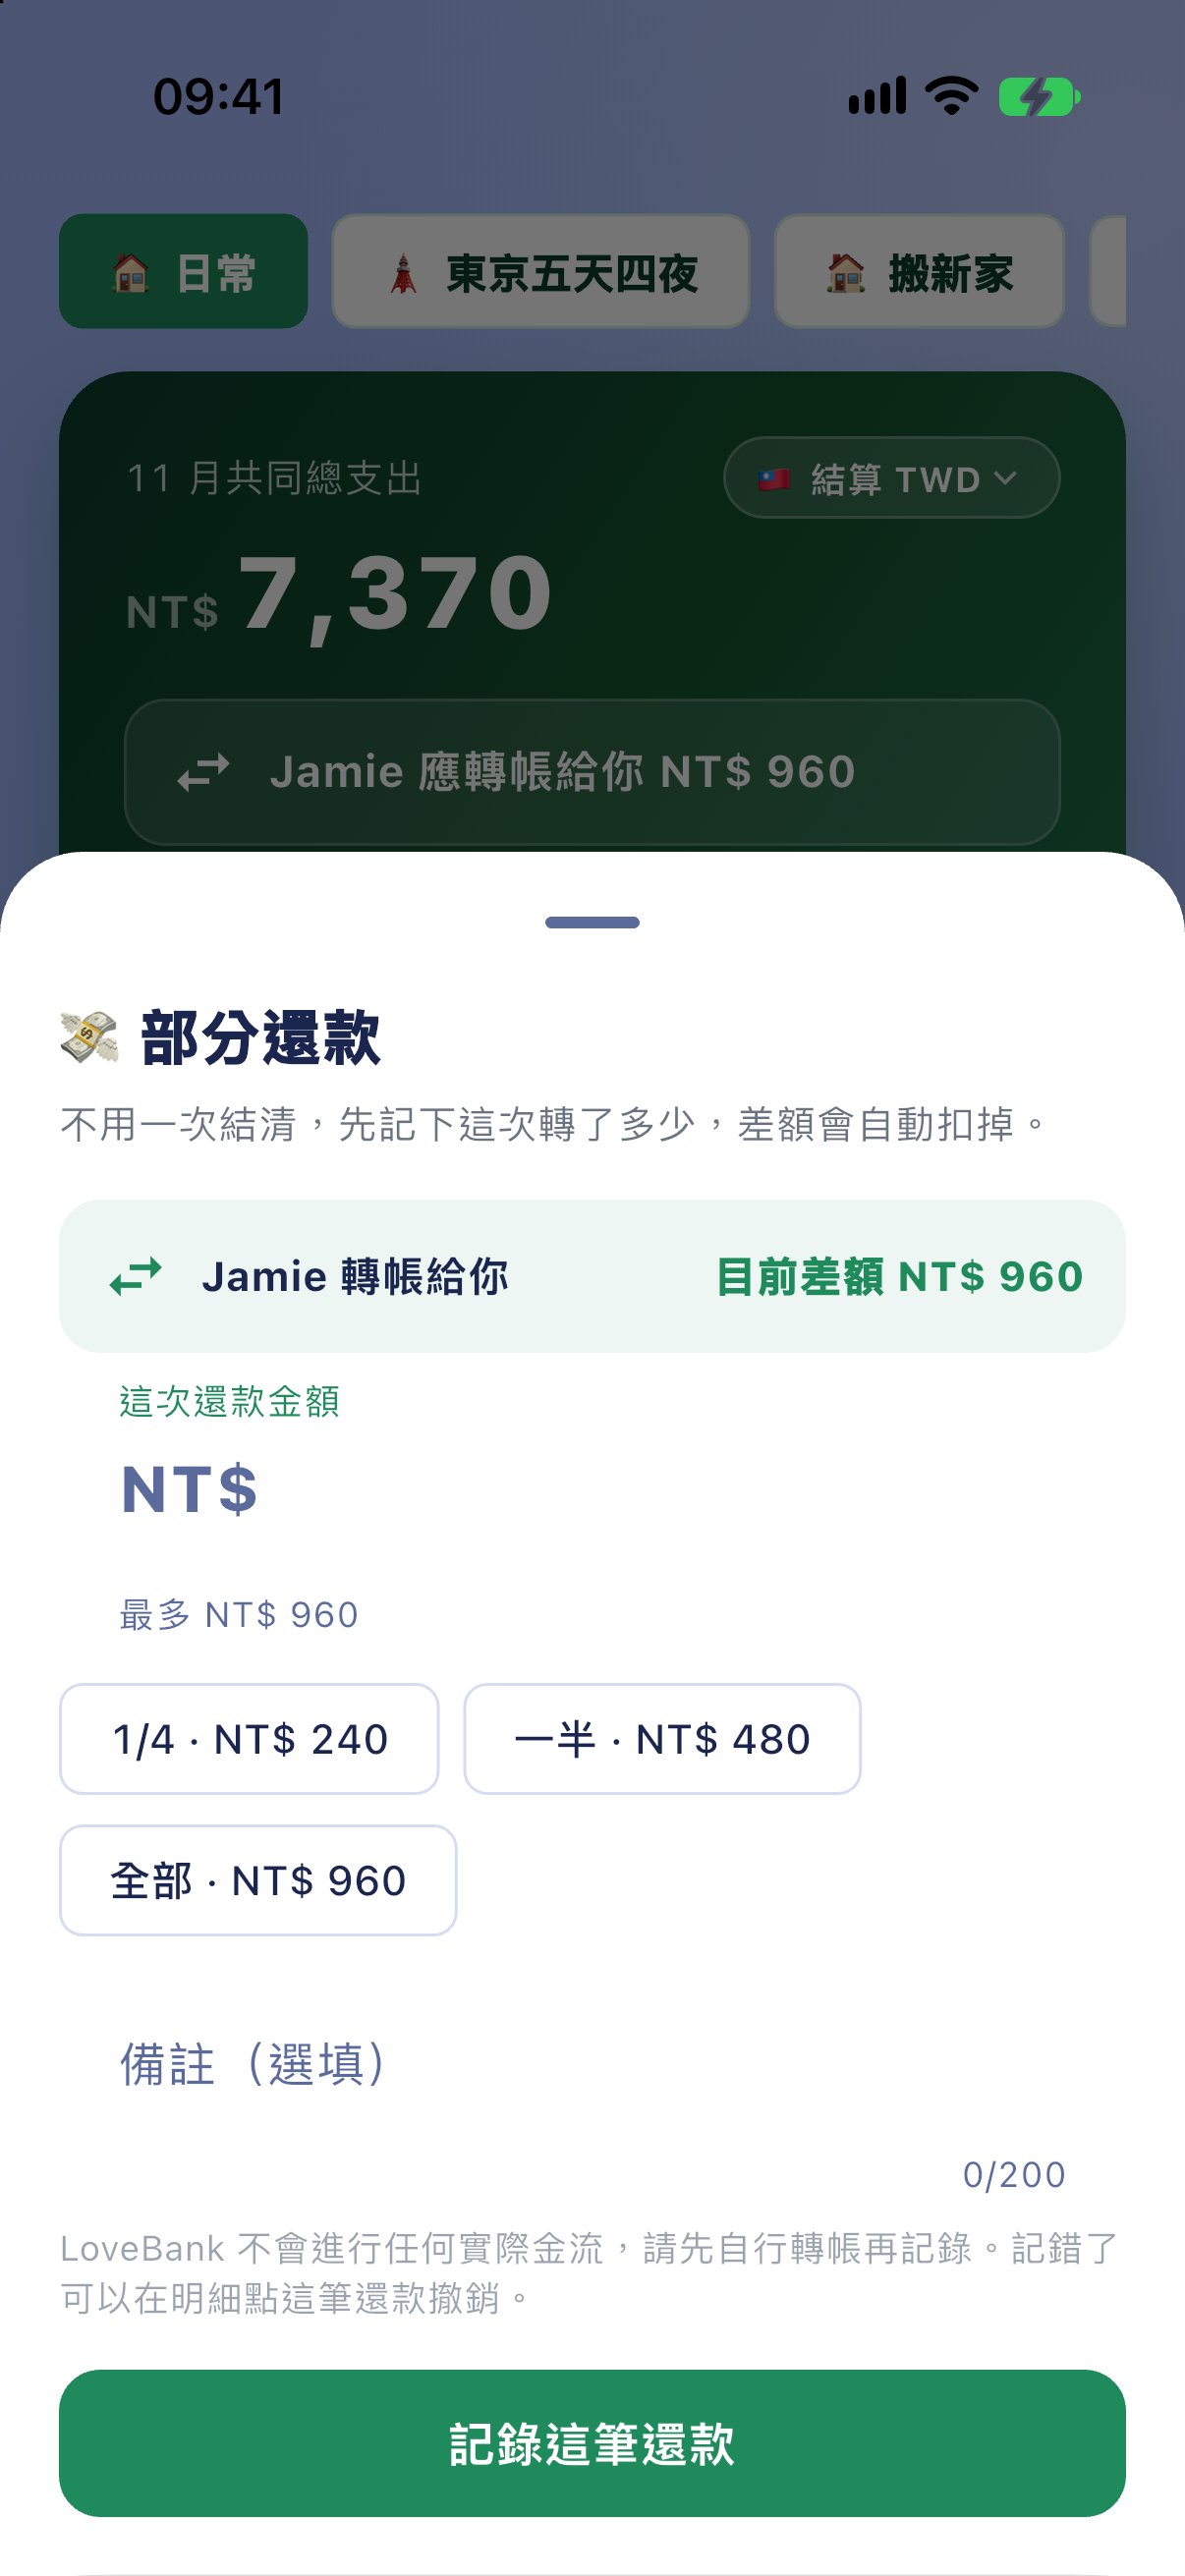 09:41
日常
東京五天四夜
搬新家
11 月共同總支出
結算 TWD
NT$ 7,370
Jamie 應轉帳給你 NT$ 960
部分還款
不用一次結清，先記下這次轉了多少，差額會自動扣掉。
Jamie 轉帳給你
目前差額 NT$ 960
這次還款金額
NT$
最多 NT$ 960
1/4 · NT$ 240
一半 · NT$ 480
全部 · NT$ 960
備註（選填）
0/200
LoveBank 不會進行任何實際金流，請先自行轉帳再記錄。記錯了
可以在明細點這筆還款撤銷。
記錄這筆還款